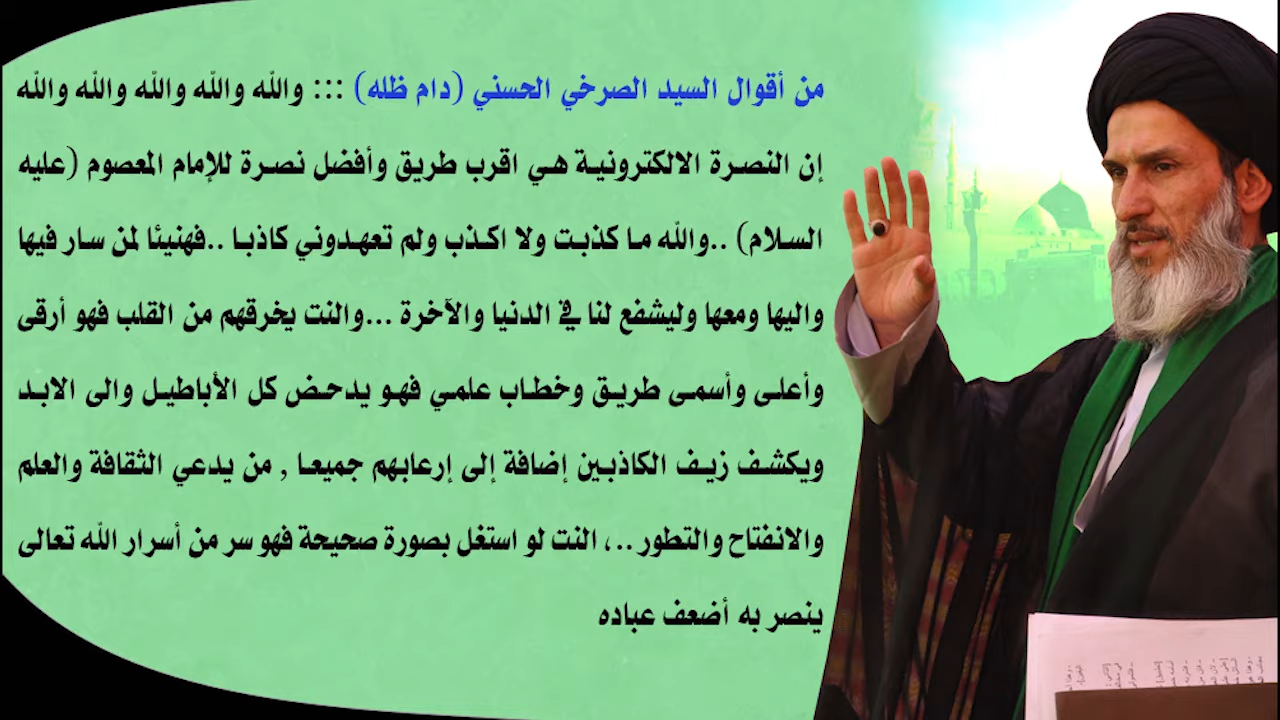 من أقوال السيد الصرخي الحسني (دام ظله) ::: والله والله والله والله والله
إن النصرة الالكترونية هي اقرب طريق وأفضل نصرة للإمام المعصوم (عليه
السلام) ..والله ما كذبت ولا اكذب ولم تعهدوني كاذبا ..فهنيئا لمن سار فيها
واليها ومعها وليشفع لنا في الدنيا والآخرة ...والنت يخرقهم من القلب فهو أرقى
وأعلى وأسمى طريق وخطاب علمي فهو يدحض كل الأباطيل والى الابد
ويكشف زيف الكاذبين إضافة إلى إرعابهم جميعا , من يدعي الثقافة والعلم
والانفتاح والتطور ..، النت لو استغل بصورة صحيحة فهو سر من أسرار الله تعالى
ينصر به أضعف عباده